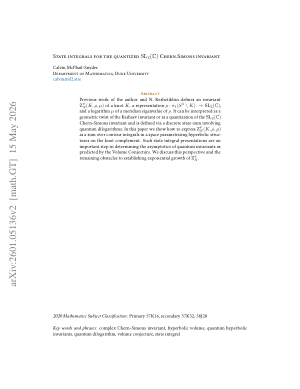 State integrals for the quantized SL₂(ℂ) Chern-Simons invariant
Calvin McPhail-Snyder
Department of Mathematics, Duke University
calvin@sl2.site
Abstract
Previous work of the author and N. Reshetikhin defines an invariant
of a knot K, a representation ρ : π₁(S³ \ K) → SL₂(ℂ),
and a logarithm μ of a meridian eigenvalue of ρ. It can be interpreted as a
geometric twist of the Kashaev invariant or as a quantization of the SL₂(ℂ)
Chern-Simons invariant and is defined via a discrete state-sum involving
quantum dilogarithms. In this paper we show how to express
as a sum over contour integrals in a space parametrizing hyperbolic struc-
tures on the knot complement. Such state integral presentations are an
important step in determining the asymptotics of quantum invariants as
predicted by the Volume Conjecture. We discuss this perspective and the
remaining obstacles to establishing exponential growth of
arXiv:2601.05136v2 [math.GT] 15 May 2026
2020 Mathematics Subject Classification: Primary 57K16, secondary 57K32, 58J28
Key words and phrases: complex Chern-Simons invariant, hyperbolic volume, quantum hyperbolic
invariants, quantum dilogarithm, volume conjecture, state integral